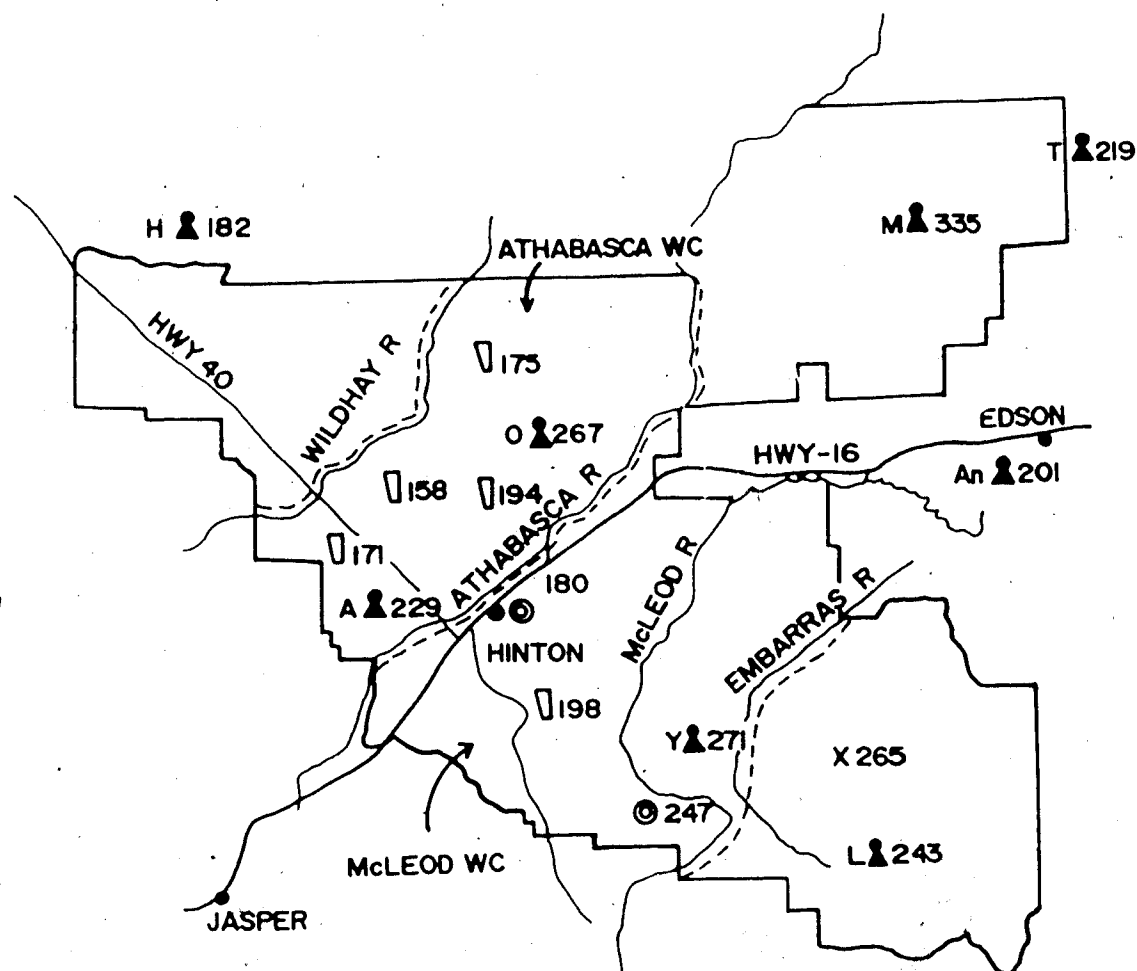 T 219
M 335
H 182
ATHABASCA WC
HWY 40
WILDHAY R
175
O 267
EDSON
HWY-16
An 201
158
194
ATHABASCA R
171
180
A 229
McLEOD R
EMBARRAS R
HINTON
198
Y 271
X 265
247
L 243
McLEOD WC
JASPER